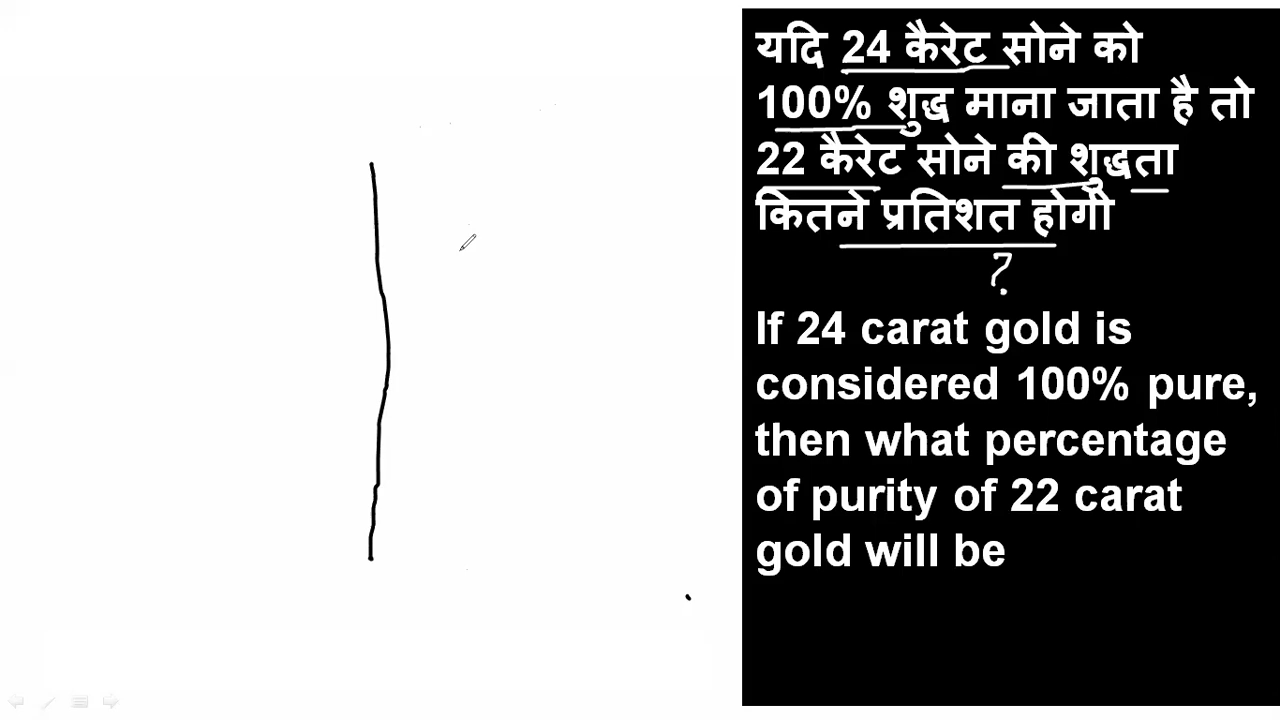 यदि 24 कैरेट सोने को
100% शुद्ध माना जाता है तो
22 कैरेट सोने की शुद्धता
कितने प्रतिशत होगी
?
If 24 carat gold is
considered 100% pure,
then what percentage
of purity of 22 carat
gold will be